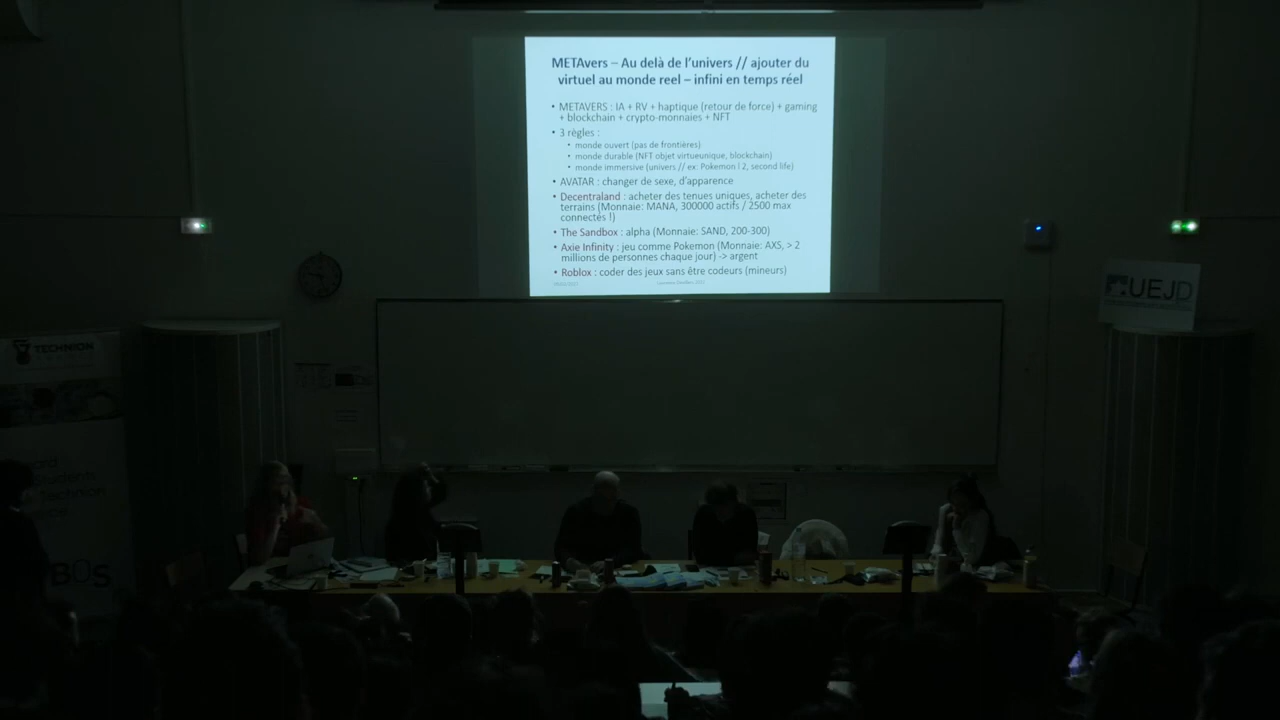 METAvers – Au delà de l'univers // ajouter du
virtuel au monde reel – infini en temps réel
• METAVERS : IA + RV + haptique (retour de force) + gaming
+ blockchain + crypto-monnaies + NFT
• 3 règles :
• monde ouvert (pas de frontières)
• monde durable (NFT objet virtueunique, blockchain)
• monde immersive (univers // ex: Pokemon l 2, second life)
• AVATAR : changer de sexe, d'apparence
• Decentraland : acheter des tenues uniques, acheter des
terrains (Monnaie: MANA, 300000 actifs / 2500 max
connectés !)
• The Sandbox : alpha (Monnaie: SAND, 200-300)
• Axie Infinity : jeu comme Pokemon (Monnaie: AXS, > 2
millions de personnes chaque jour) -> argent
• Roblox : coder des jeux sans être codeurs (mineurs)
UEJD
TECHNION